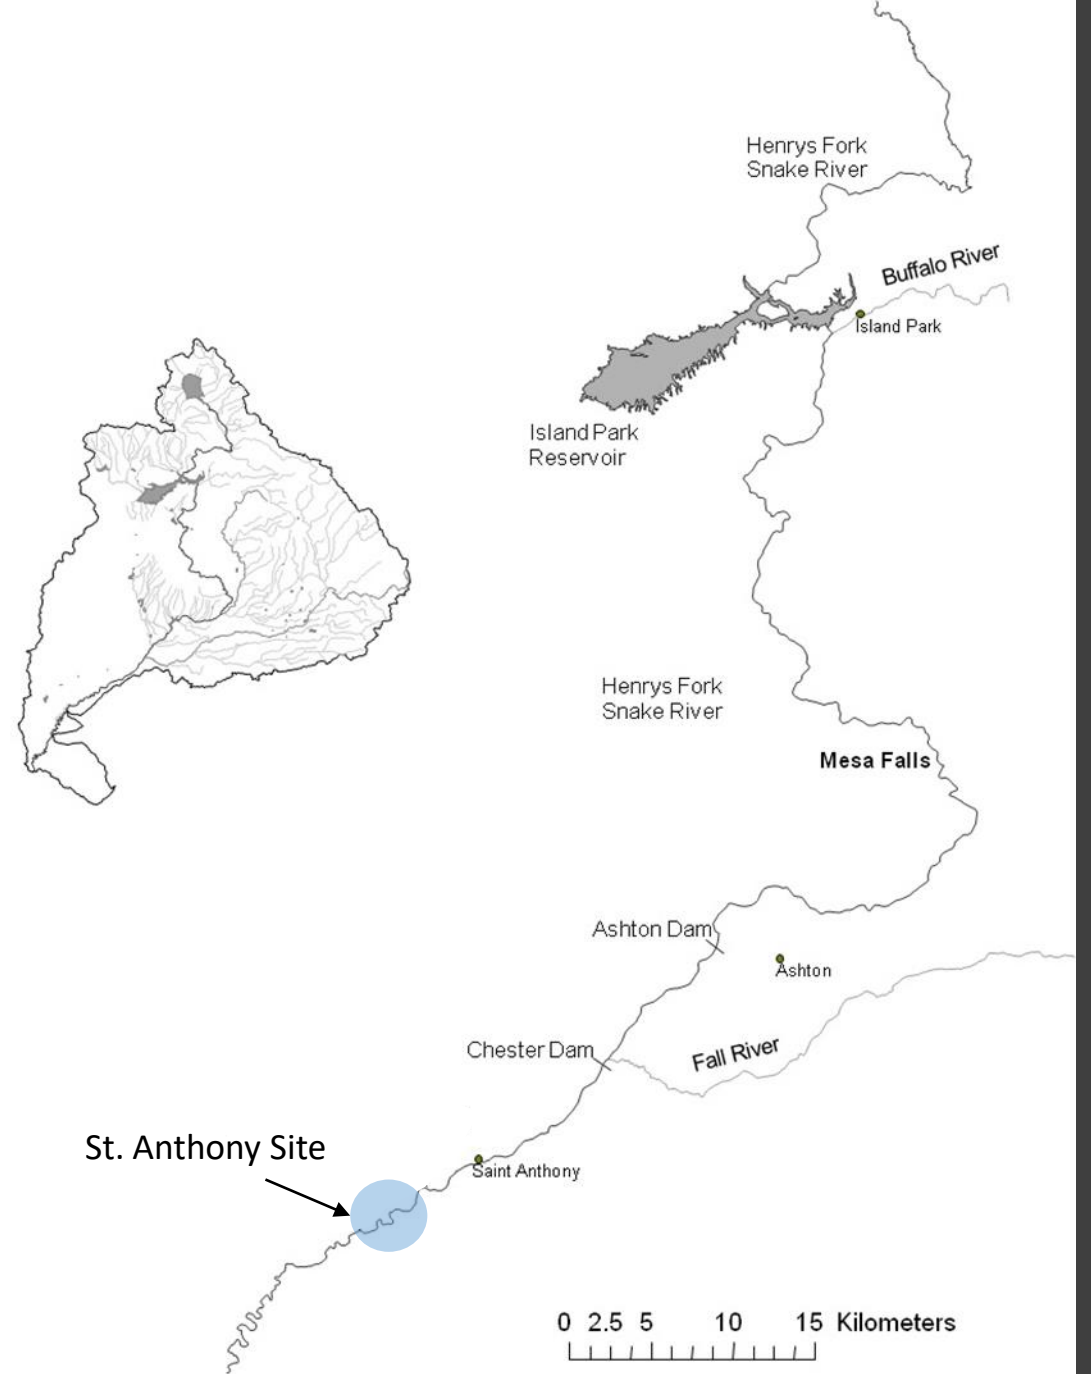 Henrys Fork
Snake River
Buffalo River
Island Park
Island Park
Reservoir
Henrys Fork
Snake River
Mesa Falls
Ashton Dam
Ashton
Chester Dam
Fall River
St. Anthony Site
Saint Anthony
0 2.5 5 10 15 Kilometers